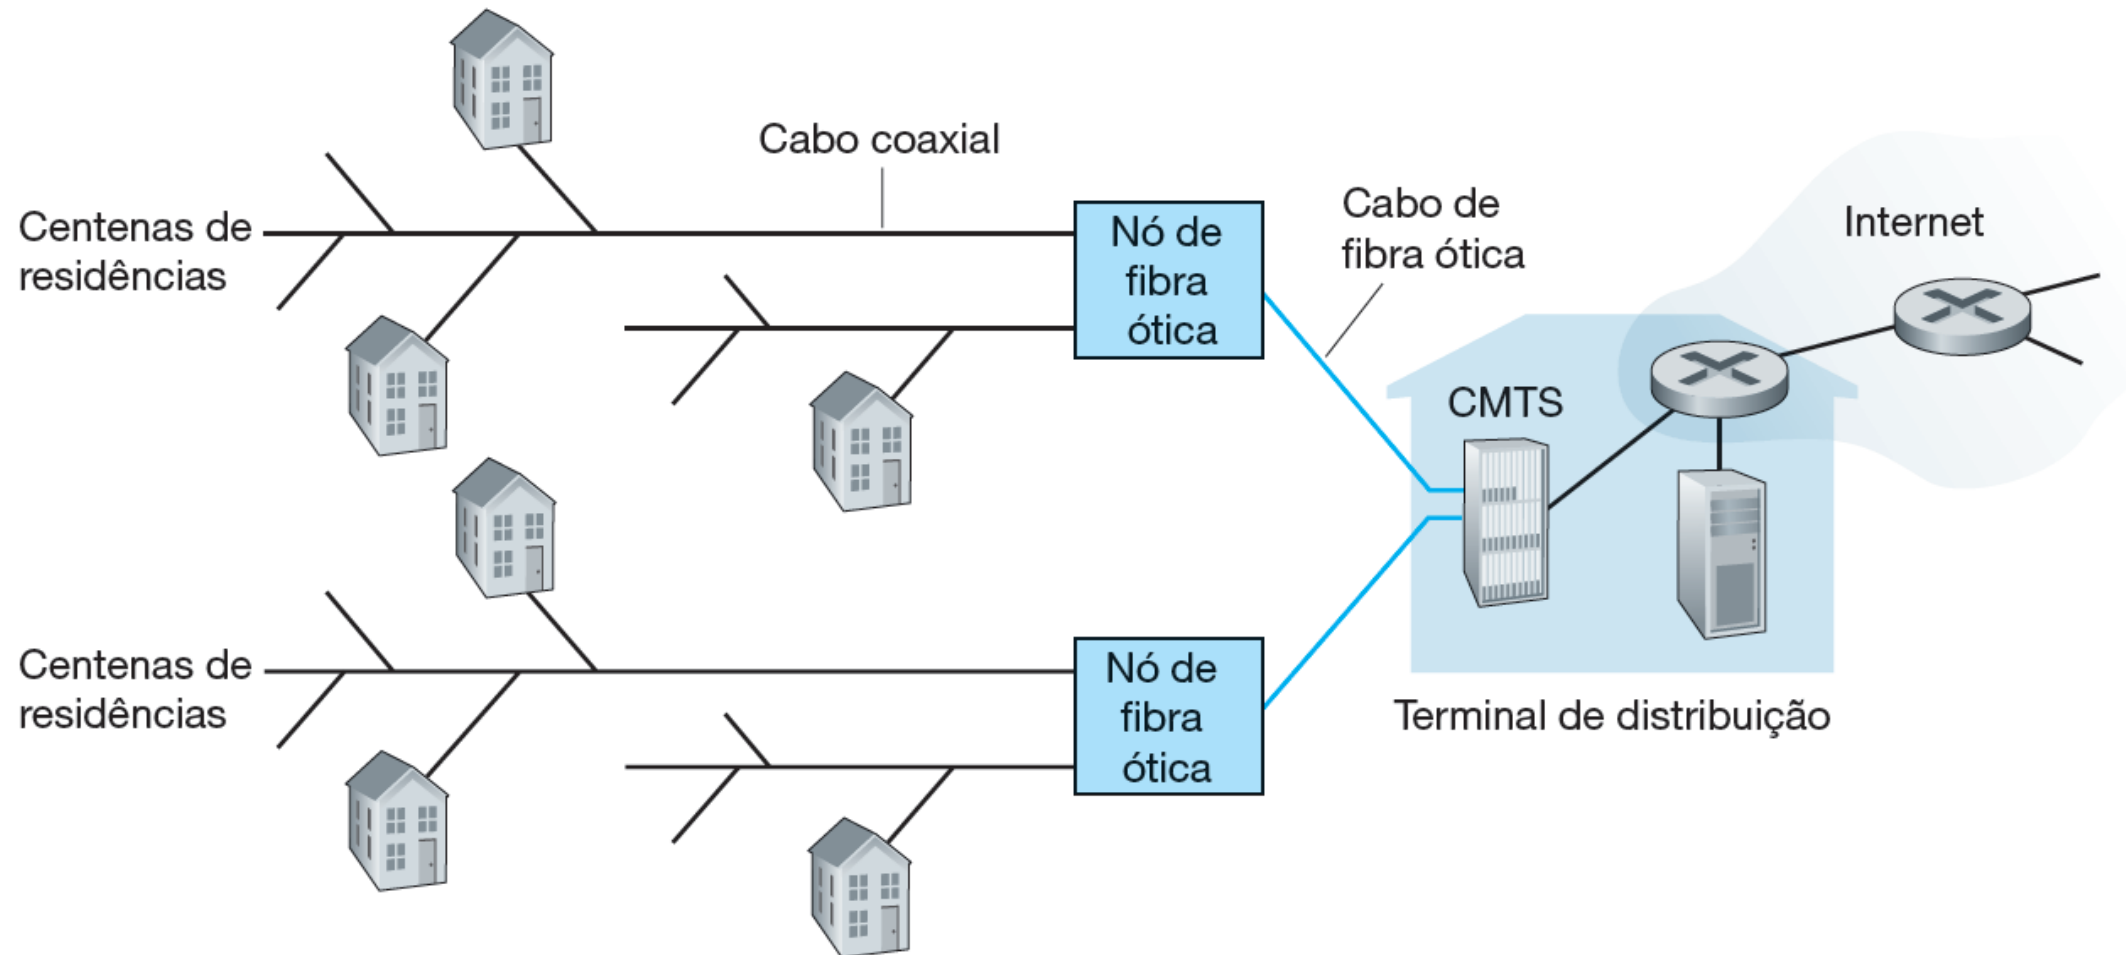 Cabo coaxial
Centenas de
residências
Nó de
fibra
ótica
Cabo de
fibra ótica
Internet
CMTS
Centenas de
residências
Nó de
fibra
ótica
Terminal de distribuição